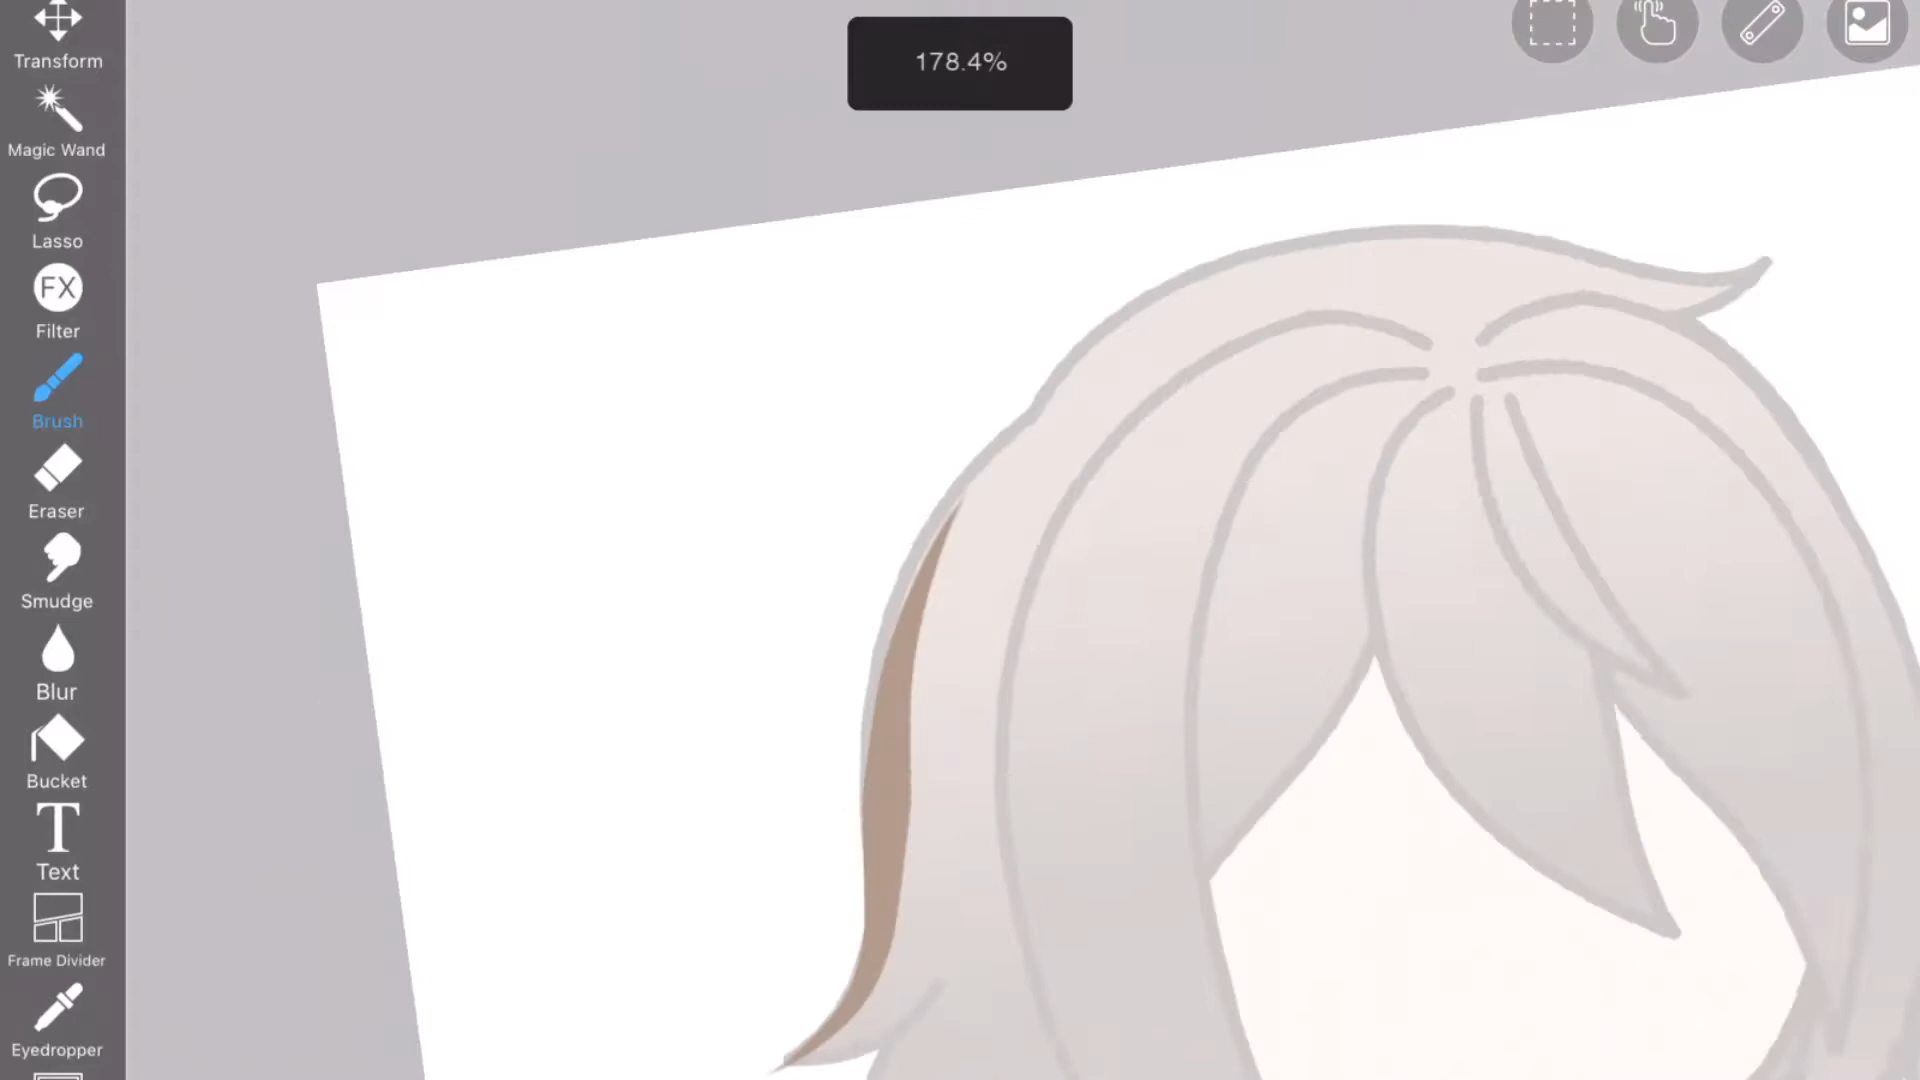 Transform
178.4%
Magic Wand
Lasso
FX
Filter
Brush
Eraser
Smudge
Blur
Bucket
T
Text
Frame Divider
Eyedropper